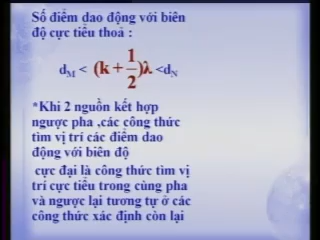 Số điểm dao động với biên
độ cực tiểu thoả :
d_M < (k + 1/2)λ <d_N
*Khi 2 nguồn kết hợp
ngược pha ,các công thức
tìm vị trí các điểm dao
động với biên độ
cực đại là công thức tìm vị
trí cực tiểu trong cùng pha
và ngược lại tương tự ở các
công thức xác định còn lại